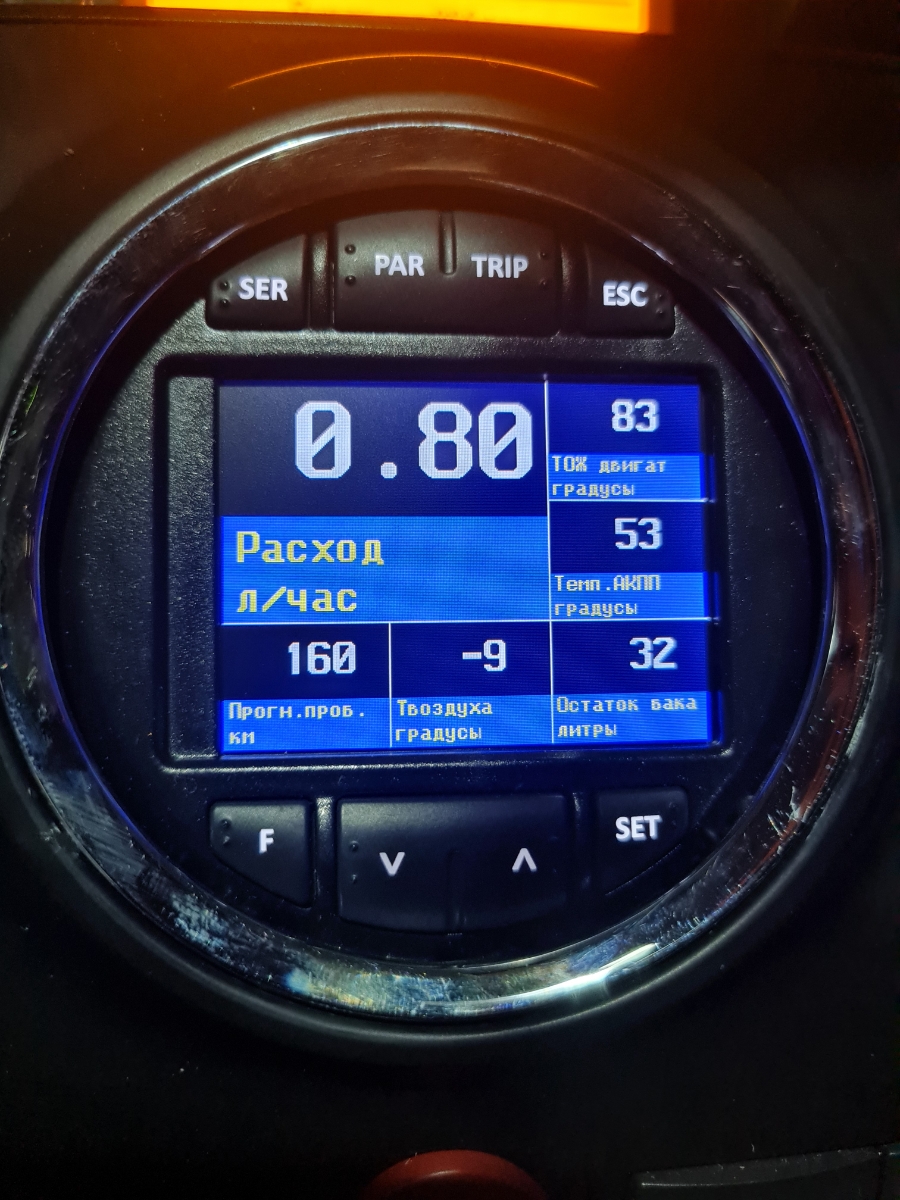 SER PAR TRIP ESC
0.80
Расход
л/час
83
ТОЖ двигат
градусы
53
Темп.АКПП
градусы
160
Прогн.проб.
км
-9
Твоздуха
градусы
32
Остаток бака
литры
F V Λ SET